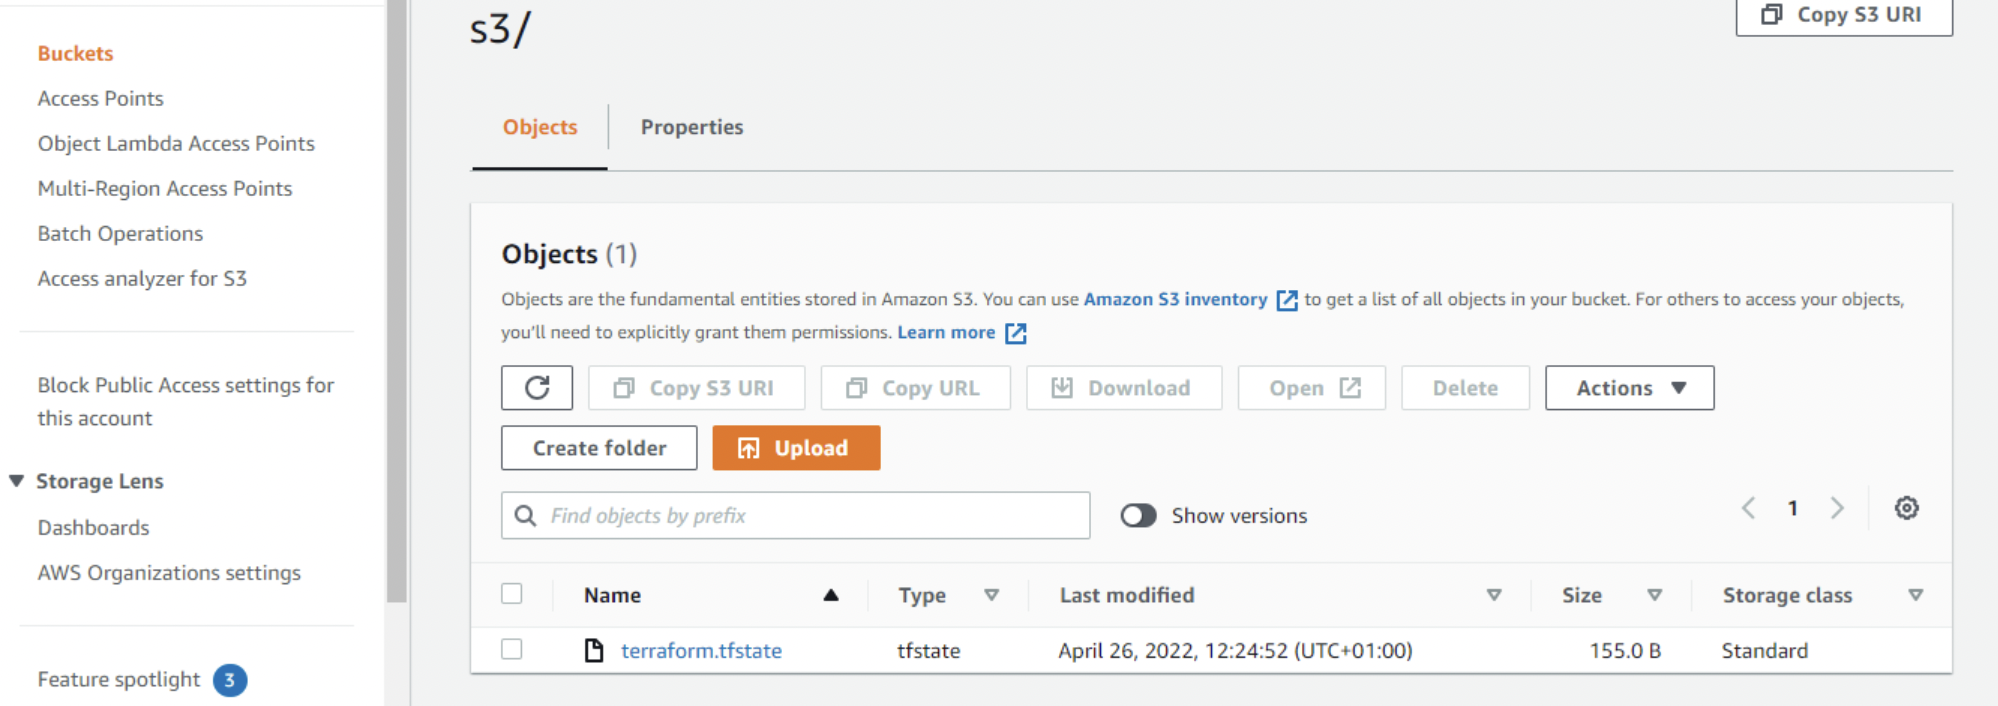 Buckets
Access Points
Object Lambda Access Points
Multi-Region Access Points
Batch Operations
Access analyzer for S3
Block Public Access settings for
this account
Storage Lens
Dashboards
AWS Organizations settings
Feature spotlight 3
s3/
Copy S3 URI
Objects Properties
Objects (1)
Objects are the fundamental entities stored in Amazon S3. You can use Amazon S3 inventory to get a list of all objects in your bucket. For others to access your objects,
you'll need to explicitly grant them permissions. Learn more
Copy S3 URI Copy URL Download Open Delete Actions
Create folder Upload
Find objects by prefix Show versions 1
Name Type Last modified Size Storage class
terraform.tfstate tfstate April 26, 2022, 12:24:52 (UTC+01:00) 155.0 B Standard